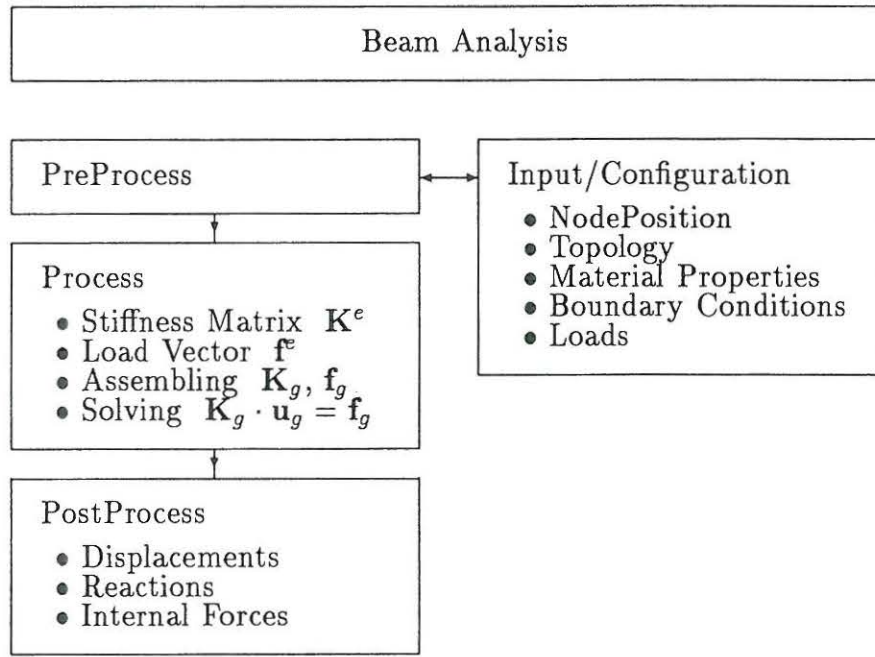 Beam Analysis
PreProcess
Input/Configuration
• NodePosition
• Topology
• Material Properties
• Boundary Conditions
• Loads
Process
• Stiffness Matrix K^e
• Load Vector f^e
• Assembling K_g, f_g
• Solving K_g · u_g = f_g
PostProcess
• Displacements
• Reactions
• Internal Forces